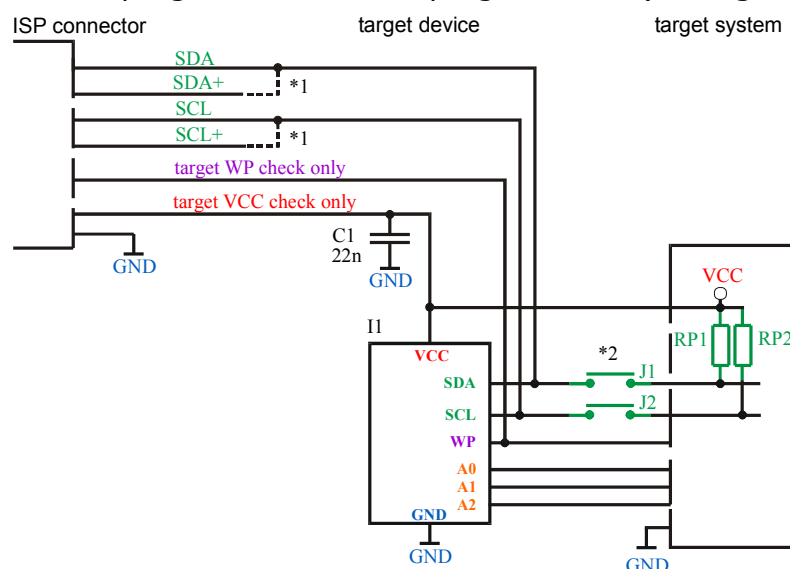 ISP connector target device target system
SDA
SDA+ *1
SCL
SCL+ *1
target WP check only
target VCC check only
C1
22n
GND GND
VCC
I1
RP1 RP2
VCC
*2
SDA J1
SCL J2
WP
A0
A1
A2
GND
GND GND